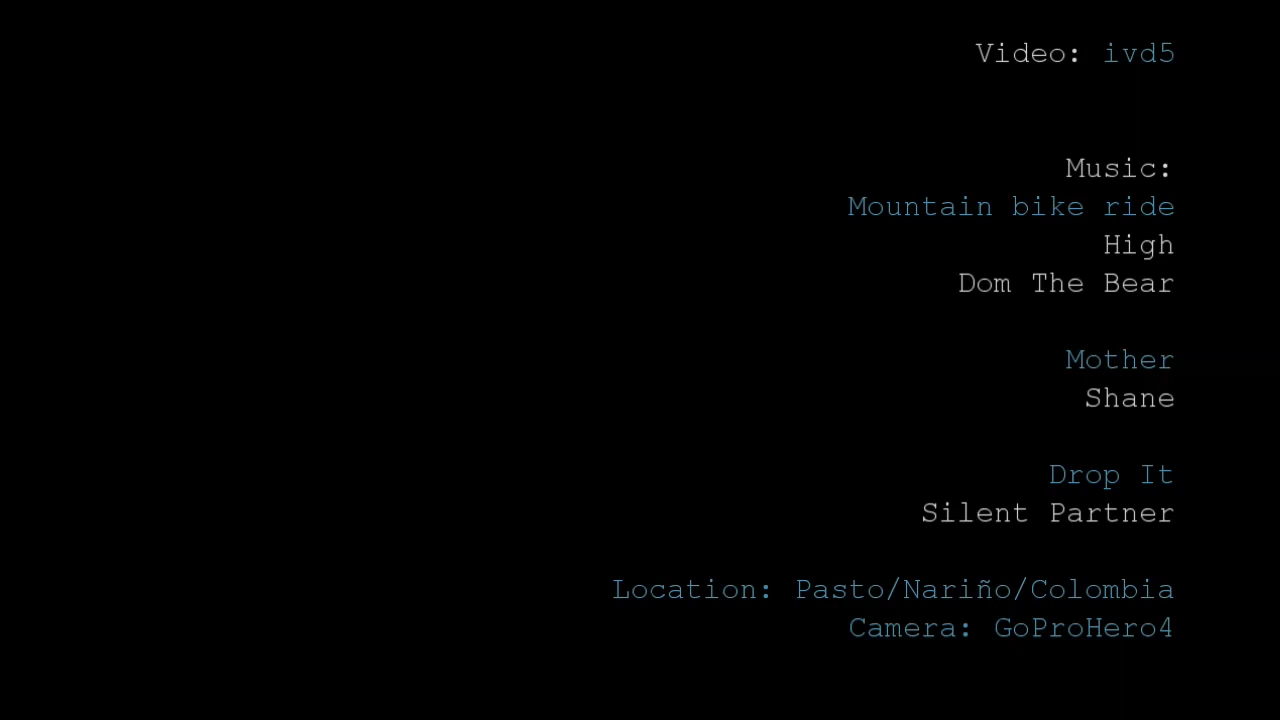 Video: ivd5
Music:
Mountain bike ride
High
Dom The Bear
Mother
Shane
Drop It
Silent Partner
Location: Pasto/Nariño/Colombia
Camera: GoProHero4